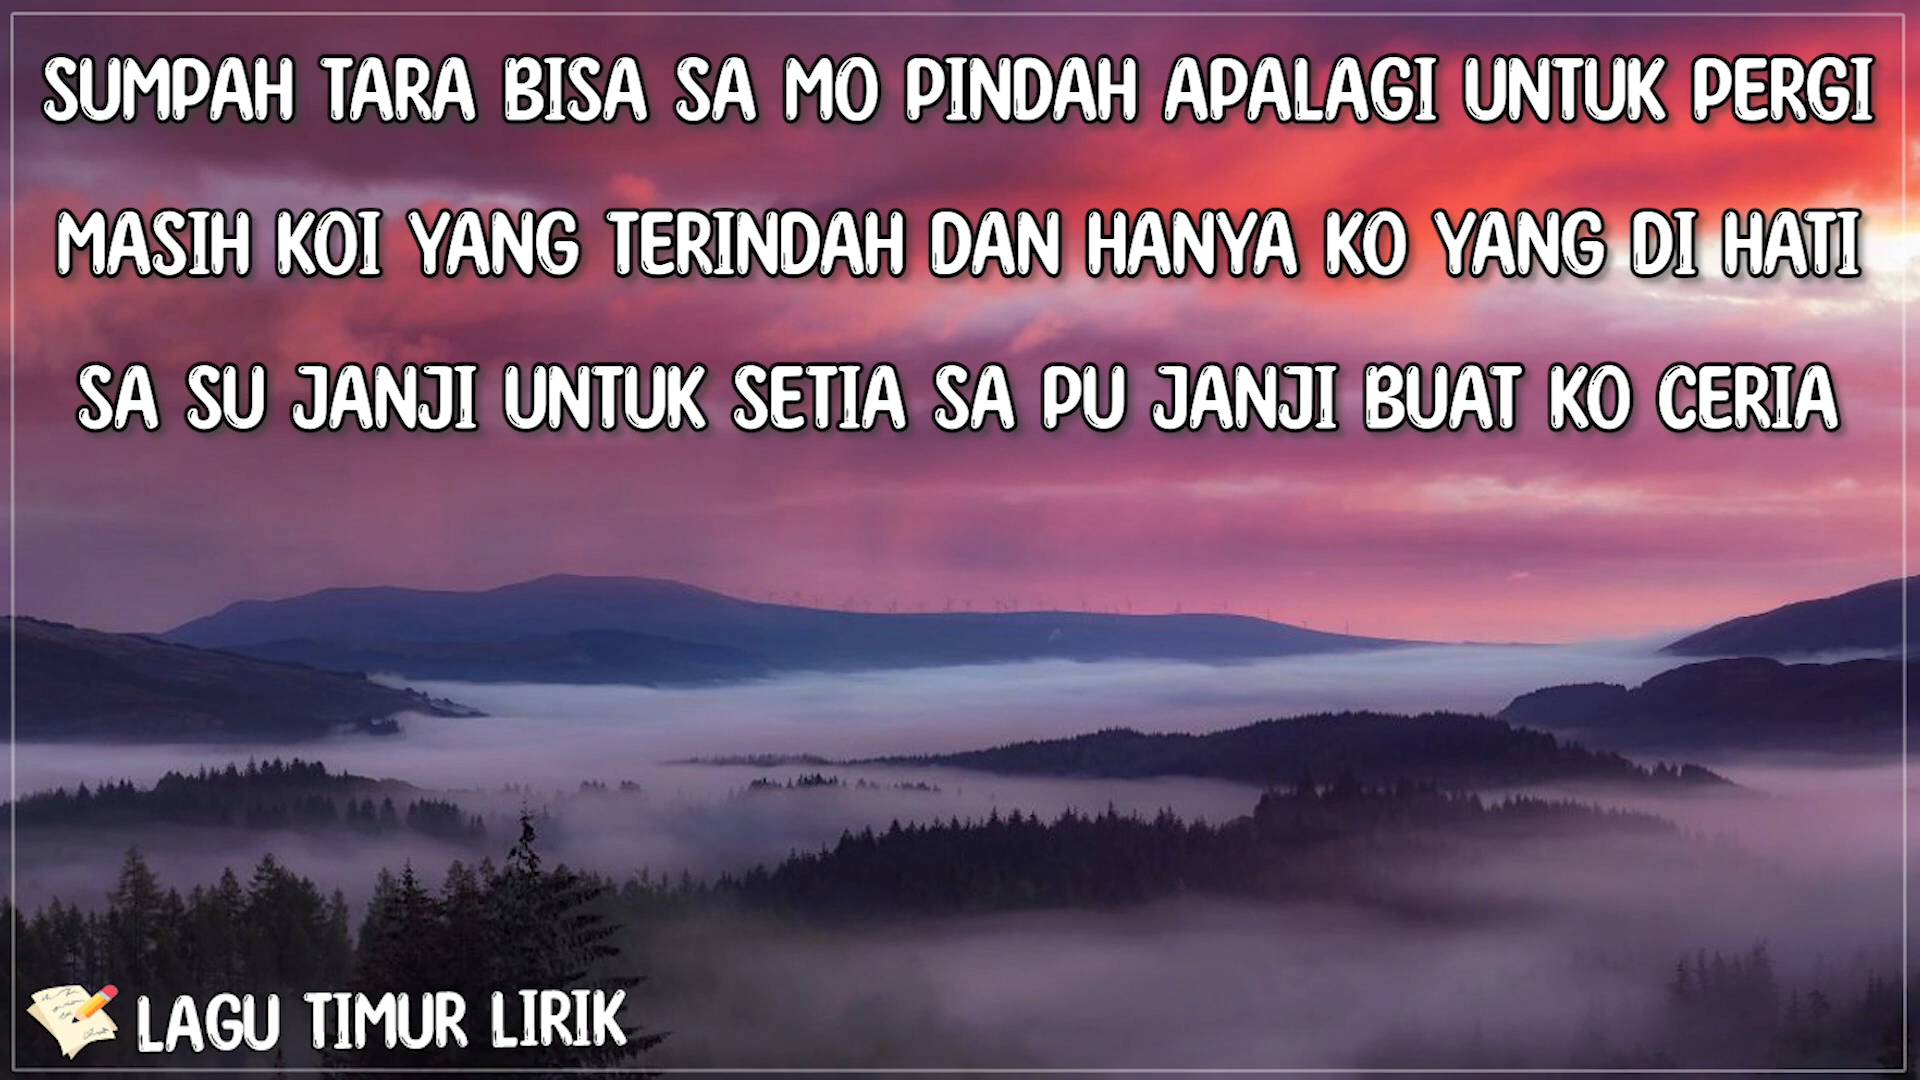 SUMPAH TARA BISA SA MO PINDAH APALAGI UNTUK PERGI
MASIH KOI YANG TERINDAH DAN HANYA KO YANG DI HATI
SA SU JANJI UNTUK SETIA SA PU JANJI BUAT KO CERIA
LAGU TIMUR LIRIK